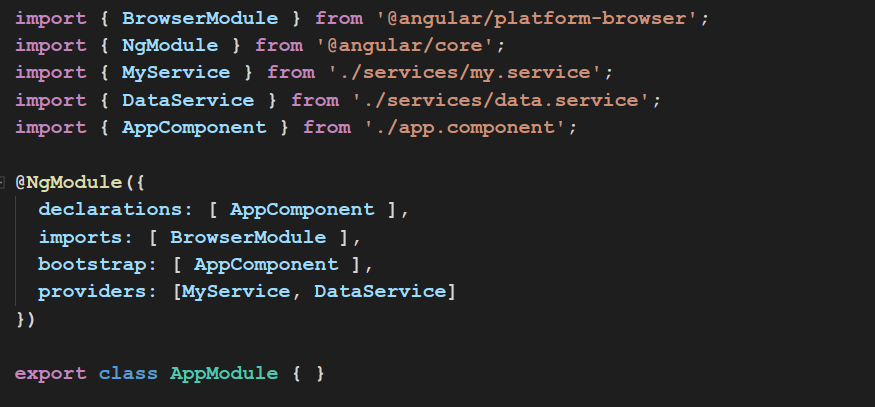 import { BrowserModule } from '@angular/platform-browser';
import { NgModule } from '@angular/core';
import { MyService } from './services/my.service';
import { DataService } from './services/data.service';
import { AppComponent } from './app.component';
@NgModule({
declarations: [ AppComponent ],
imports: [ BrowserModule ],
bootstrap: [ AppComponent ],
providers: [MyService, DataService]
})
export class AppModule { }